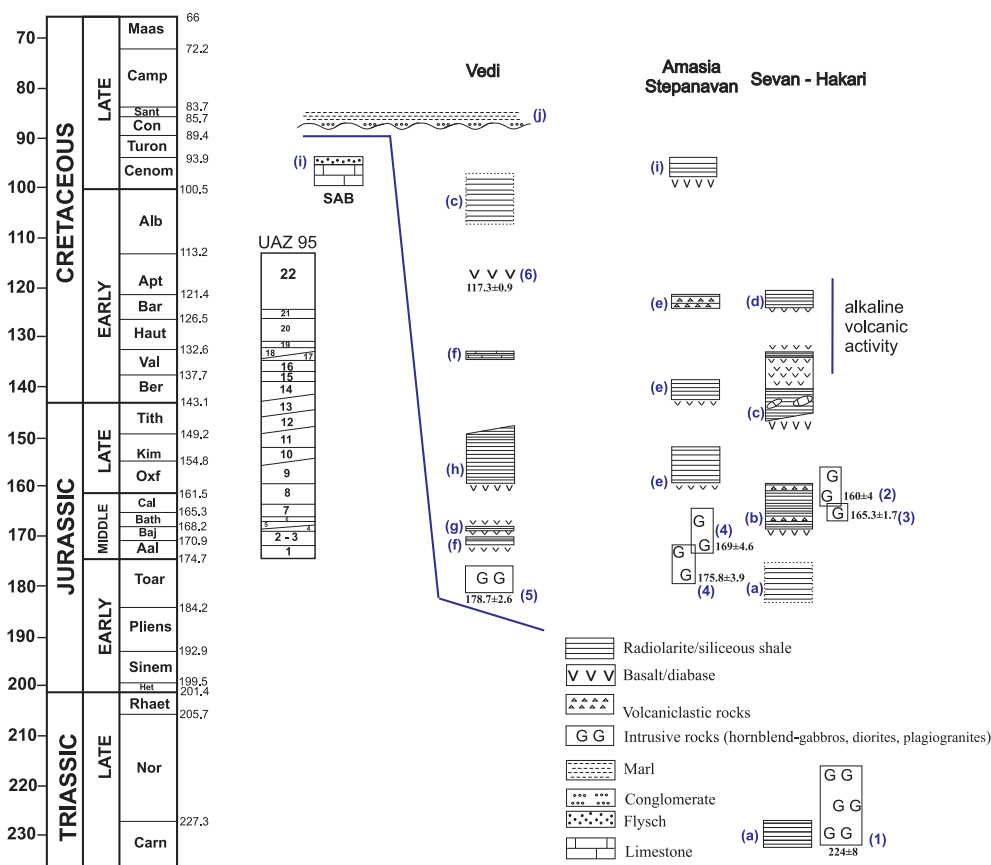 70
80
90
100
110
120
130
140
150
160
170
180
190
200
210
220
230
CRETACEOUS
JURASSIC
TRIASSIC
LATE
EARLY
LATE
MIDDLE
EARLY
LATE
Maas
Camp
Sant
Con
Turon
Cenom
Alb
Apt
Bar
Haut
Val
Ber
Tith
Kim
Oxf
Cal
Bath
Baj
Aal
Toar
Pliens
Sinem
Het
Rhaet
Nor
Carn
66
72.2
83.7
85.7
89.4
93.9
100.5
113.2
121.4
126.5
132.6
137.7
143.1
149.2
154.8
161.5
165.3
168.2
170.9
174.7
184.2
192.9
199.5
201.4
205.7
227.3
UAZ 95
22
21
20
19
18 17
16
15
14
13
12
11
10
9
8
7
6
5 4
2 - 3
1
(i)
SAB
Vedi
(j)
(c)
V V V (6)
117.3±0.9
(f)
(h)
(g)
(f)
G G
178.7±2.6 (5)
Amasia
Stepanavan
(i)
(e)
(e)
(e)
G
G (4)
169±4.6
G
G 175.8±3.9
(4)
Sevan - Hakari
(d)
alkaline
volcanic
activity
(c)
(b)
G
G (2)
160±4
G (3)
165.3±1.7
(a)
Radiolarite/siliceous shale
V V V Basalt/diabase
Volcaniclastic rocks
G G Intrusive rocks (hornblend-gabbros, diorites, plagiogranites)
Marl
Conglomerate
Flysch
Limestone
(a)
G G
G G
G G (1)
224±8